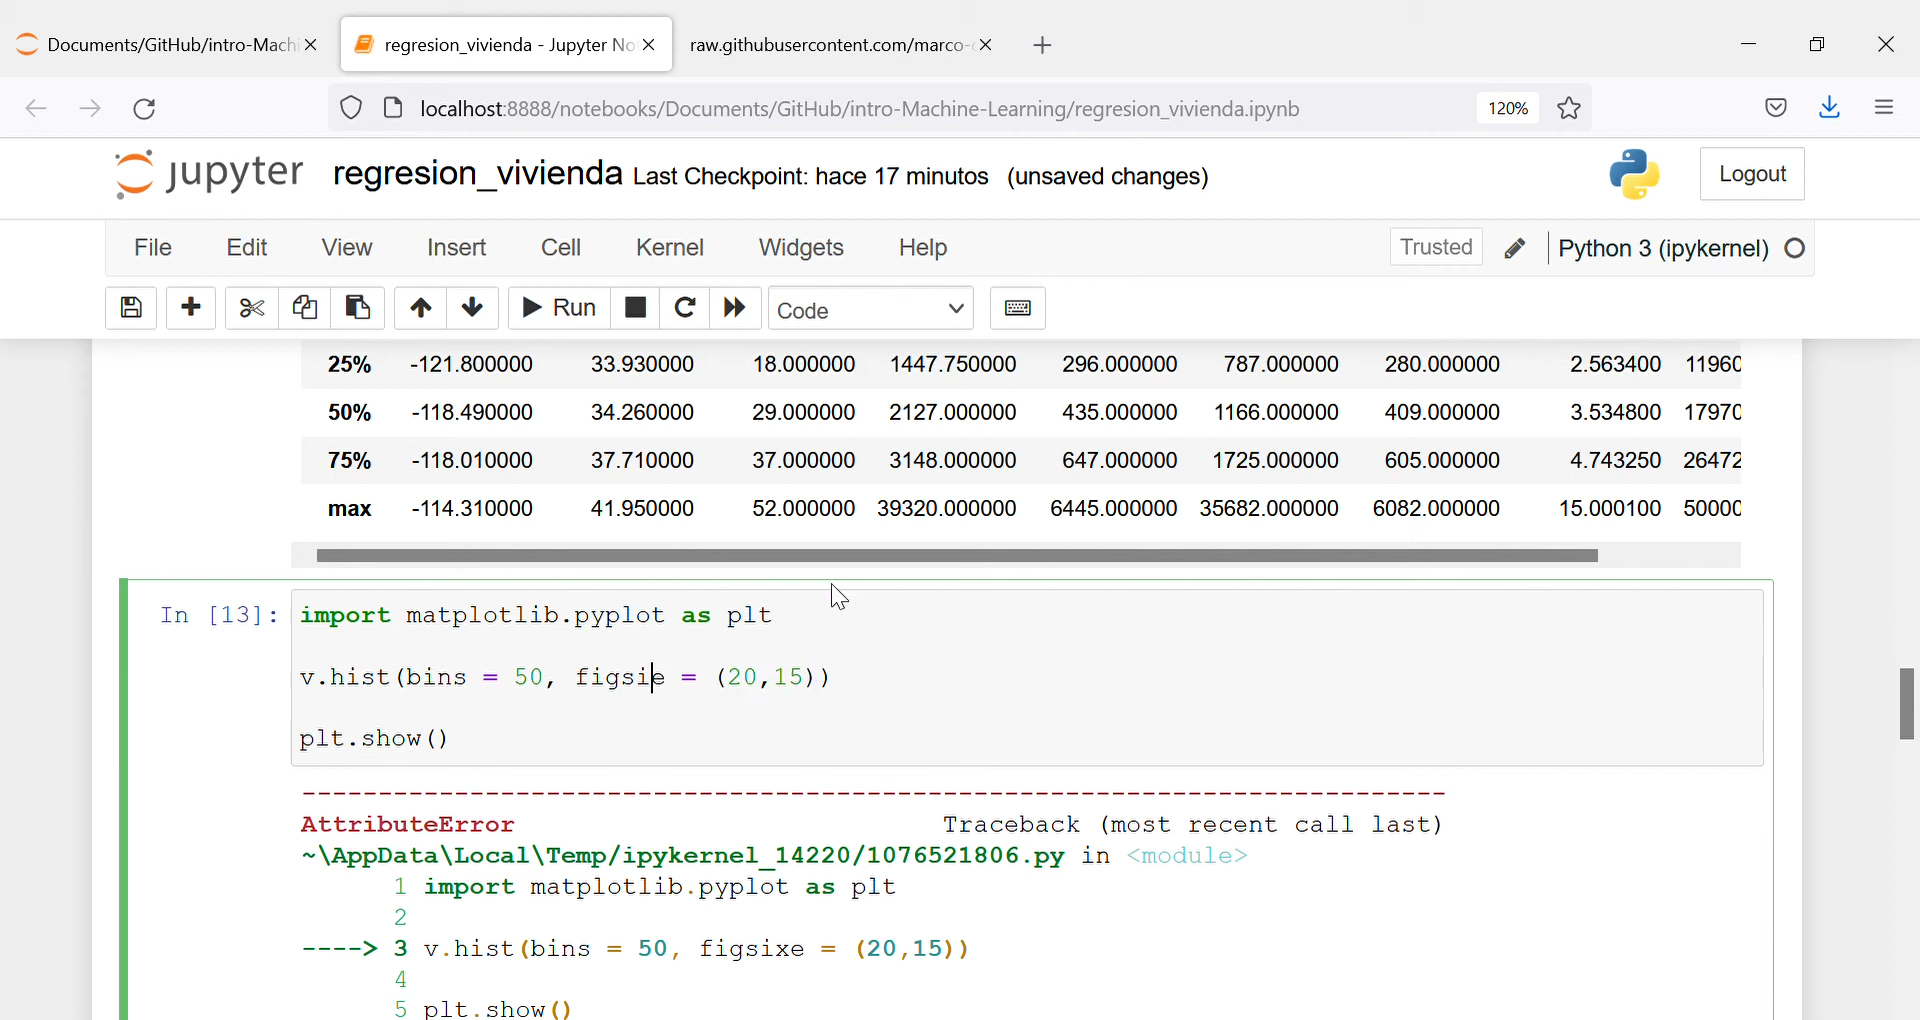 Documents/GitHub/intro-Machi
regresion_vivienda - Jupyter No
raw.githubusercontent.com/marco-
localhost:8888/notebooks/Documents/GitHub/intro-Machine-Learning/regresion_vivienda.ipynb
120%
jupyter
regresion_vivienda Last Checkpoint: hace 17 minutos (unsaved changes)
Logout
File Edit View Insert Cell Kernel Widgets Help
Trusted
Python 3 (ipykernel)
Run
Code
25% -121.800000 33.930000 18.000000 1447.750000 296.000000 787.000000 280.000000 2.563400 11960
50% -118.490000 34.260000 29.000000 2127.000000 435.000000 1166.000000 409.000000 3.534800 17970
75% -118.010000 37.710000 37.000000 3148.000000 647.000000 1725.000000 605.000000 4.743250 26472
max -114.310000 41.950000 52.000000 39320.000000 6445.000000 35682.000000 6082.000000 15.000100 50000
In [13]: import matplotlib.pyplot as plt
v.hist(bins = 50, figsie = (20,15))
plt.show()
---------------------------------------------------------------------------
AttributeError Traceback (most recent call last)
~\AppData\Local\Temp/ipykernel_14220/1076521806.py in <module>
1 import matplotlib.pyplot as plt
2
----> 3 v.hist(bins = 50, figsixe = (20,15))
4
5 plt.show()